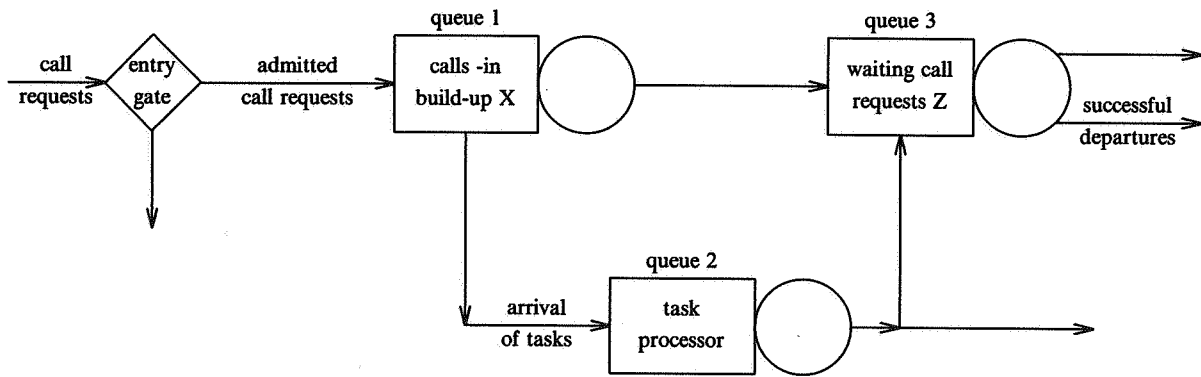 queue 1
queue 3
call
requests
entry
gate
admitted
call requests
calls -in
build-up X
waiting call
requests Z
successful
departures
queue 2
arrival
of tasks
task
processor